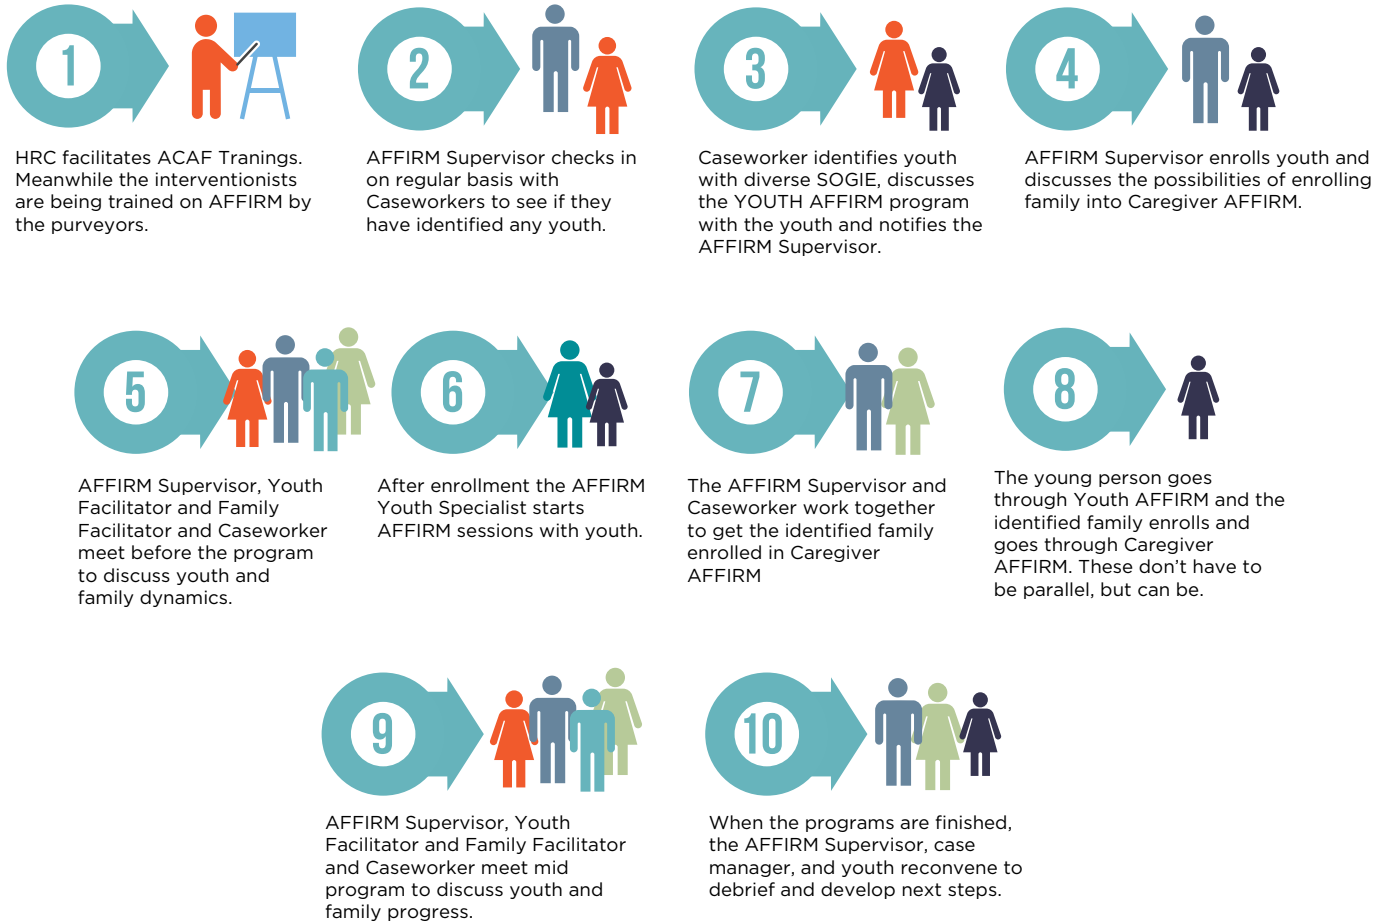 1
HRC facilitates ACAF Tranings.
Meanwhile the interventionists
are being trained on AFFIRM by
the purveyors.
2
AFFIRM Supervisor checks in
on regular basis with
Caseworkers to see if they
have identified any youth.
3
Caseworker identifies youth
with diverse SOGIE, discusses
the YOUTH AFFIRM program
with the youth and notifies the
AFFIRM Supervisor.
4
AFFIRM Supervisor enrolls youth and
discusses the possibilities of enrolling
family into Caregiver AFFIRM.
5
AFFIRM Supervisor, Youth
Facilitator and Family
Facilitator and Caseworker
meet before the program
to discuss youth and
family dynamics.
6
After enrollment the AFFIRM
Youth Specialist starts
AFFIRM sessions with youth.
7
The AFFIRM Supervisor and
Caseworker work together
to get the identified family
enrolled in Caregiver
AFFIRM
8
The young person goes
through Youth AFFIRM and the
identified family enrolls and
goes through Caregiver
AFFIRM. These don’t have to
be parallel, but can be.
9
AFFIRM Supervisor, Youth
Facilitator and Family Facilitator
and Caseworker meet mid
program to discuss youth and
family progress.
10
When the programs are finished,
the AFFIRM Supervisor, case
manager, and youth reconvene to
debrief and develop next steps.